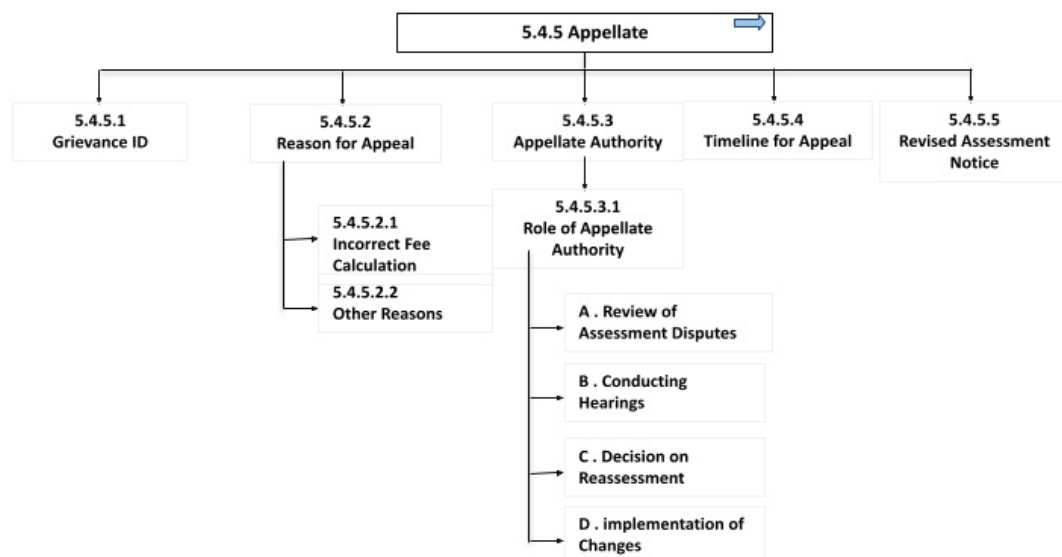 5.4.5 Appellate
5.4.5.1
Grievance ID
5.4.5.2
Reason for Appeal
5.4.5.3
Appellate Authority
5.4.5.4
Timeline for Appeal
5.4.5.5
Revised Assessment
Notice
5.4.5.2.1
Incorrect Fee
Calculation
5.4.5.2.2
Other Reasons
5.4.5.3.1
Role of Appellate
Authority
A . Review of
Assessment Disputes
B . Conducting
Hearings
C . Decision on
Reassessment
D . implementation of
Changes